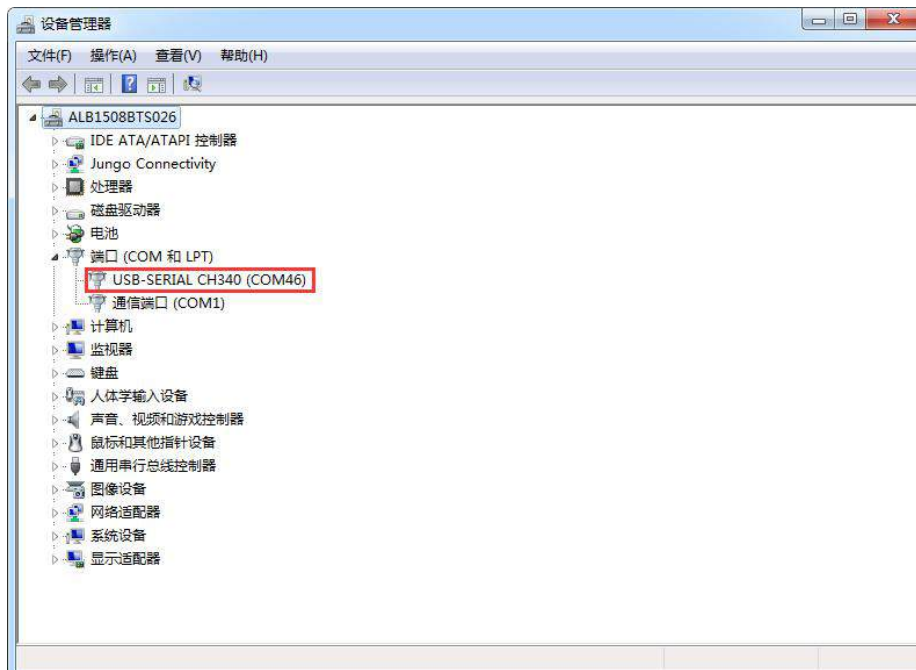 设备管理器
文件(F) 操作(A) 查看(V) 帮助(H)
ALB1508BTS026
IDE ATA/ATAPI 控制器
Jungo Connectivity
处理器
磁盘驱动器
电池
端口 (COM 和 LPT)
USB-SERIAL CH340 (COM46)
通信端口 (COM1)
计算机
监视器
键盘
人体学输入设备
声音、视频和游戏控制器
鼠标和其他指针设备
通用串行总线控制器
图像设备
网络适配器
系统设备
显示适配器